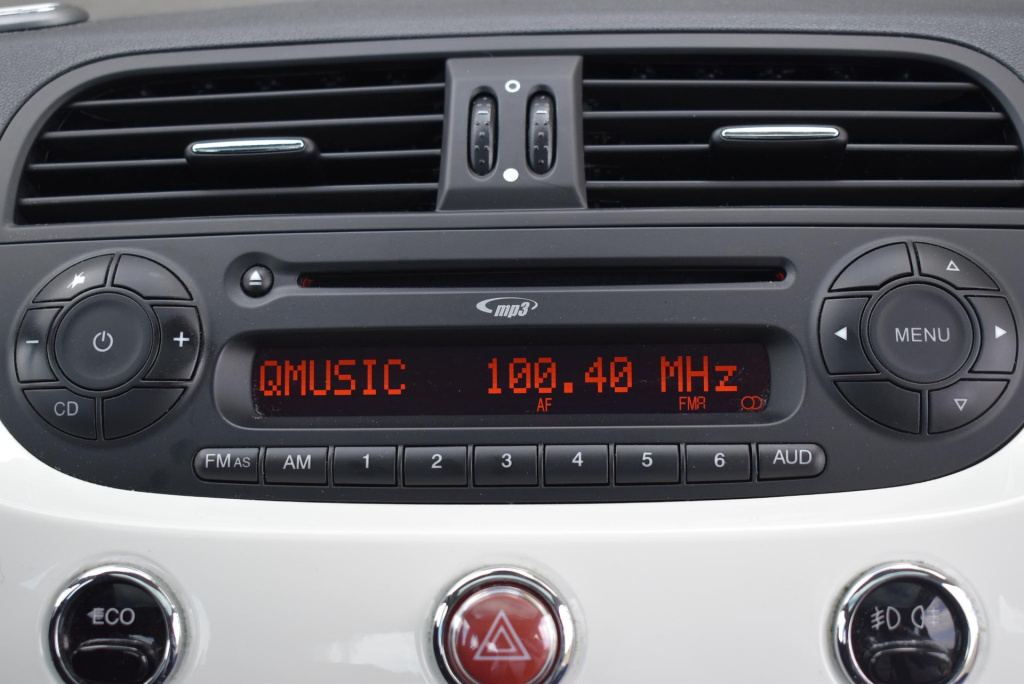 mp3
QMUSIC 100.40 MHz
AF FMA
− +
MENU
CD
FM AS AM 1 2 3 4 5 6 AUD
ECO